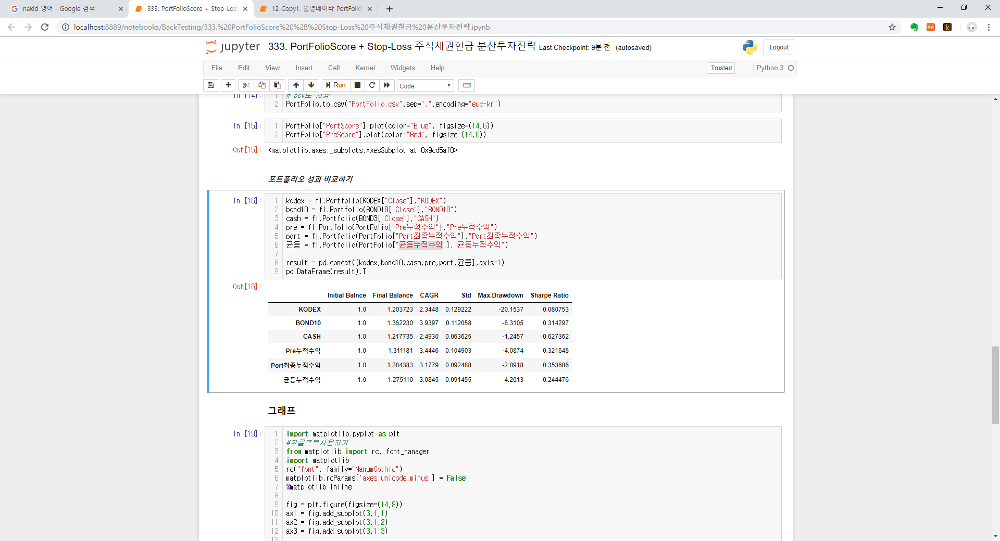 nakid 영어 - Google 검색
333. PortFolioScore + Stop-Loss
12-Copy1. 월별데이타 PortFolio
localhost:8889/notebooks/BackTesting/333.%20PortFolioScore%20%2B%20Stop-Loss%20주식채권현금%20분산투자전략.ipynb
jupyter 333. PortFolioScore + Stop-Loss 주식채권현금 분산투자전략 Last Checkpoint: 9분 전 (autosaved)
Logout
File Edit View Insert Cell Kernel Widgets Help
Trusted Python 3
Run Code
In [14]: 1 # csv로 저장
2 PortFolio.to_csv("PortFolio.csv",sep=",",encoding="euc-kr")
In [15]: 1 PortFolio["PortScore"].plot(color="Blue", figsize=(14,6))
2 PortFolio["PreScore"].plot(color="Red", figsize=(14,6))
Out[15]: <matplotlib.axes._subplots.AxesSubplot at 0x9cd5af0>
포트폴리오 성과 비교하기
In [16]: 1 kodex = fl.Portfolio(KODEX["Close"],"KODEX")
2 bond10 = fl.Portfolio(BOND10["Close"],"BOND10")
3 cash = fl.Portfolio(BOND3["Close"],"CASH")
4 pre = fl.Portfolio(PortFolio["Pre누적수익"],"Pre누적수익")
5 port = fl.Portfolio(PortFolio["Port최종누적수익"],"Port최종누적수익")
6 균등 = fl.Portfolio(PortFolio["균등누적수익"],"균등누적수익")
7
8 result = pd.concat([kodex,bond10,cash,pre,port,균등],axis=1)
9 pd.DataFrame(result).T
Out[16]:
Initial Balnce Final Balance CAGR Std Max.Drawdown Sharpe Ratio
KODEX 1.0 1.203723 2.3448 0.129222 -20.1537 0.080753
BOND10 1.0 1.362230 3.9397 0.112058 -8.3105 0.314297
CASH 1.0 1.217735 2.4930 0.063625 -1.2457 0.627362
Pre누적수익 1.0 1.311181 3.4446 0.104903 -4.0874 0.321648
Port최종누적수익 1.0 1.284383 3.1779 0.092488 -2.8918 0.353686
균등누적수익 1.0 1.275110 3.0845 0.091455 -4.2013 0.244476
그래프
In [19]: 1 import matplotlib.pyplot as plt
2 #한글폰트사용하기
3 from matplotlib import rc, font_manager
4 import matplotlib
5 rc("font", family="NanumGothic")
6 matplotlib.rcParams['axes.unicode_minus'] = False
7 %matplotlib inline
8
9 fig = plt.figure(figsize=(14,8))
10 ax1 = fig.add_subplot(3,1,1)
11 ax2 = fig.add_subplot(3,1,2)
12 ax3 = fig.add_subplot(3,1,3)
13